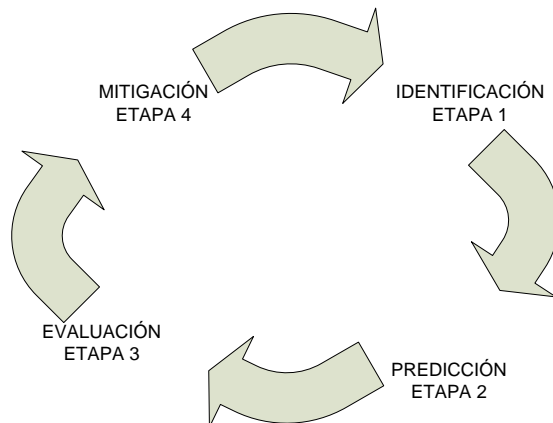 MITIGACIÓN
ETAPA 4
IDENTIFICACIÓN
ETAPA 1
EVALUACIÓN
ETAPA 3
PREDICCIÓN
ETAPA 2